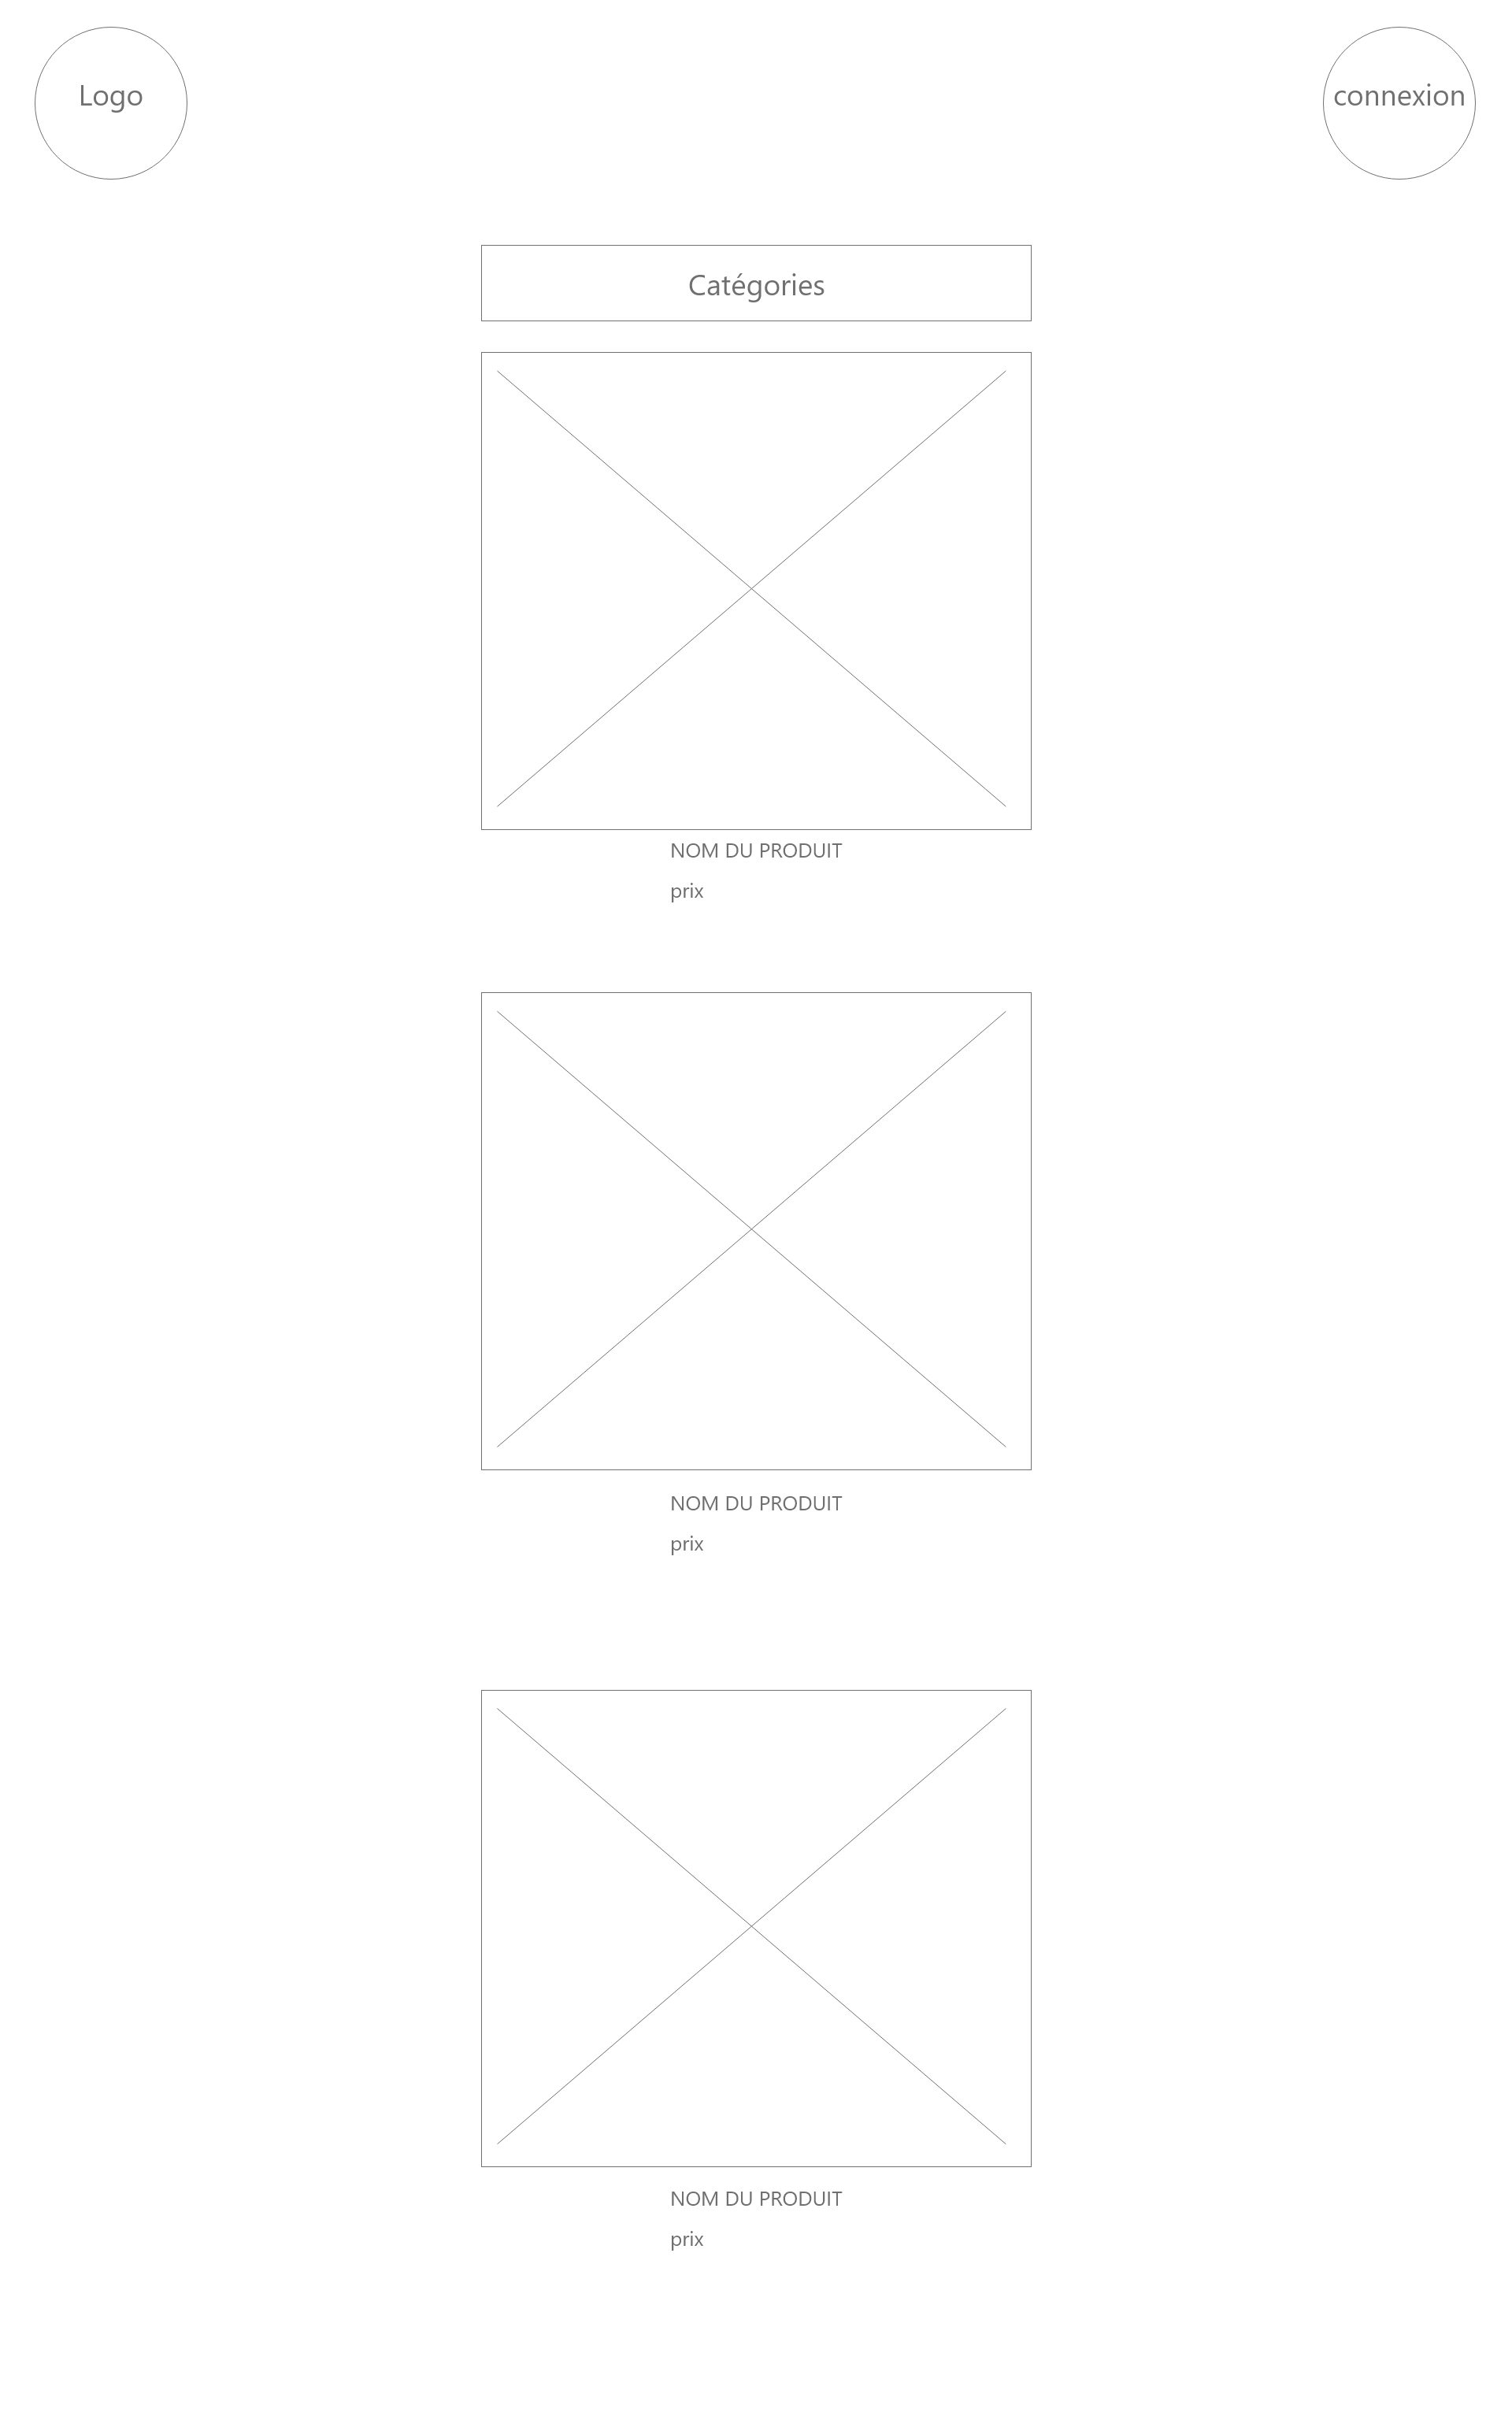 Logo
connexion
Catégories
NOM DU PRODUIT
prix
NOM DU PRODUIT
prix
NOM DU PRODUIT
prix